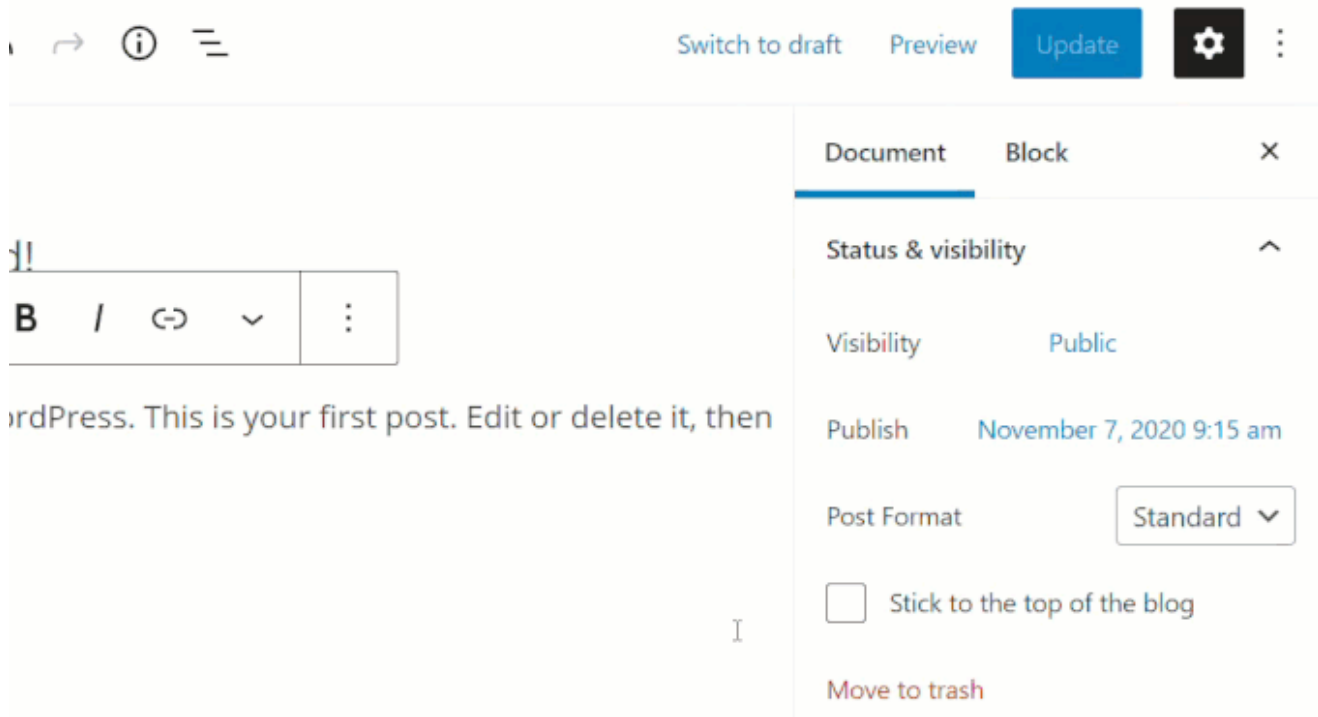 Switch to draft Preview Update
Document Block
Status & visibility
d!
B I
Visibility Public
ordPress. This is your first post. Edit or delete it, then
Publish November 7, 2020 9:15 am
Post Format Standard
Stick to the top of the blog
Move to trash